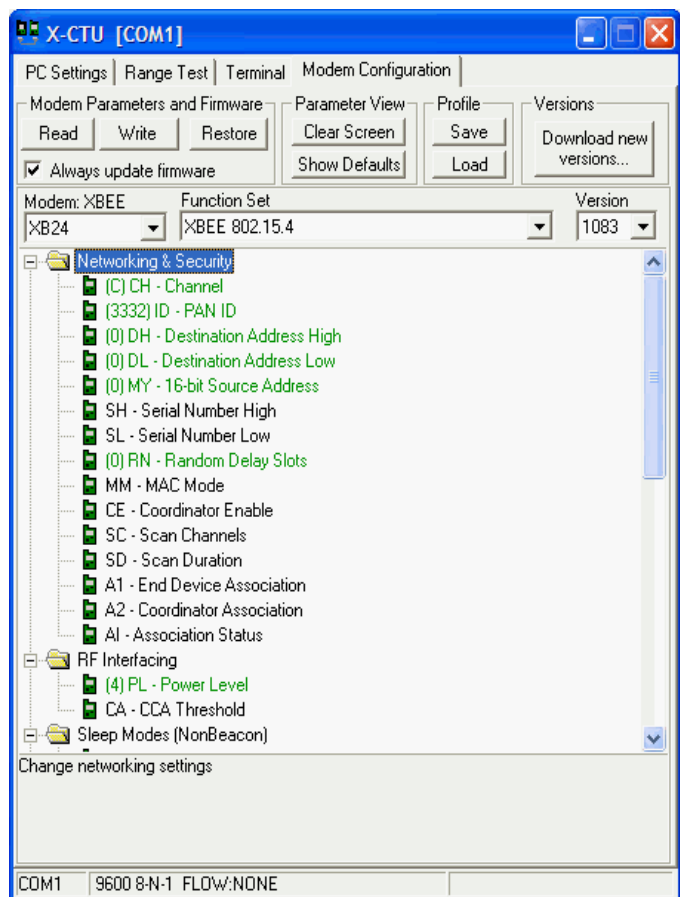 X-CTU [COM1]
PC Settings Range Test Terminal Modem Configuration
Modem Parameters and Firmware Parameter View Profile Versions
Read Write Restore Clear Screen Save Download new versions...
Always update firmware Show Defaults Load
Modem: XBEE Function Set Version
XB24 XBEE 802.15.4 1083
Networking & Security
(C) CH - Channel
(3332) ID - PAN ID
(0) DH - Destination Address High
(0) DL - Destination Address Low
(0) MY - 16-bit Source Address
SH - Serial Number High
SL - Serial Number Low
(0) RN - Random Delay Slots
MM - MAC Mode
CE - Coordinator Enable
SC - Scan Channels
SD - Scan Duration
A1 - End Device Association
A2 - Coordinator Association
AI - Association Status
RF Interfacing
(4) PL - Power Level
CA - CCA Threshold
Sleep Modes (NonBeacon)
Change networking settings
COM1 9600 8-N-1 FLOW:NONE